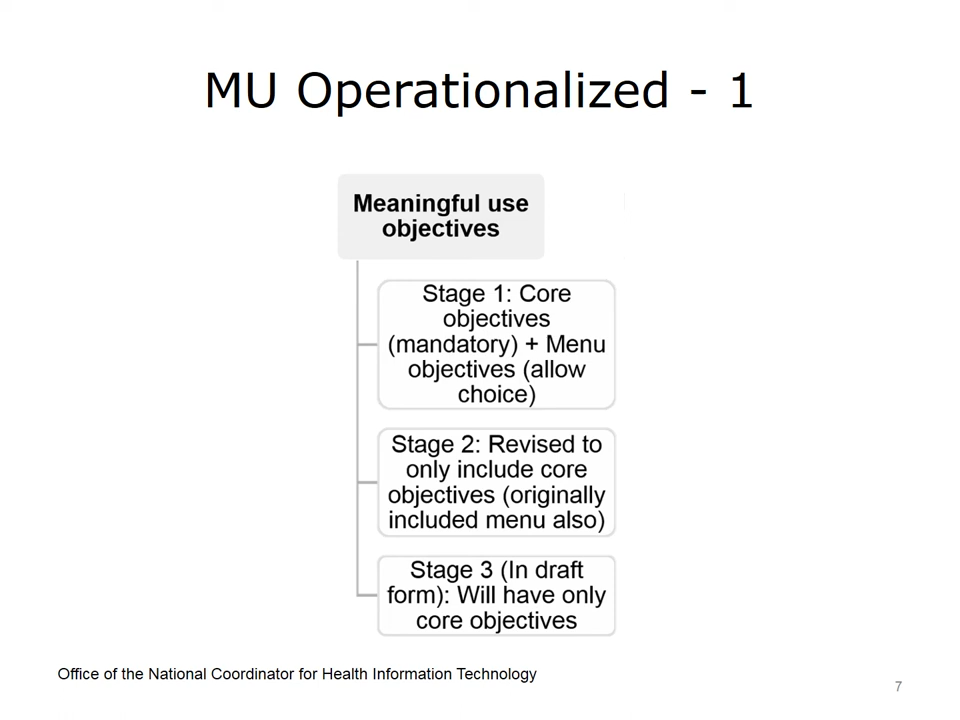 MU Operationalized - 1
Meaningful use
objectives
Stage 1: Core
objectives
(mandatory) + Menu
objectives (allow
choice)
Stage 2: Revised to
only include core
objectives (originally
included menu also)
Stage 3 (In draft
form): Will have only
core objectives
Office of the National Coordinator for Health Information Technology
7